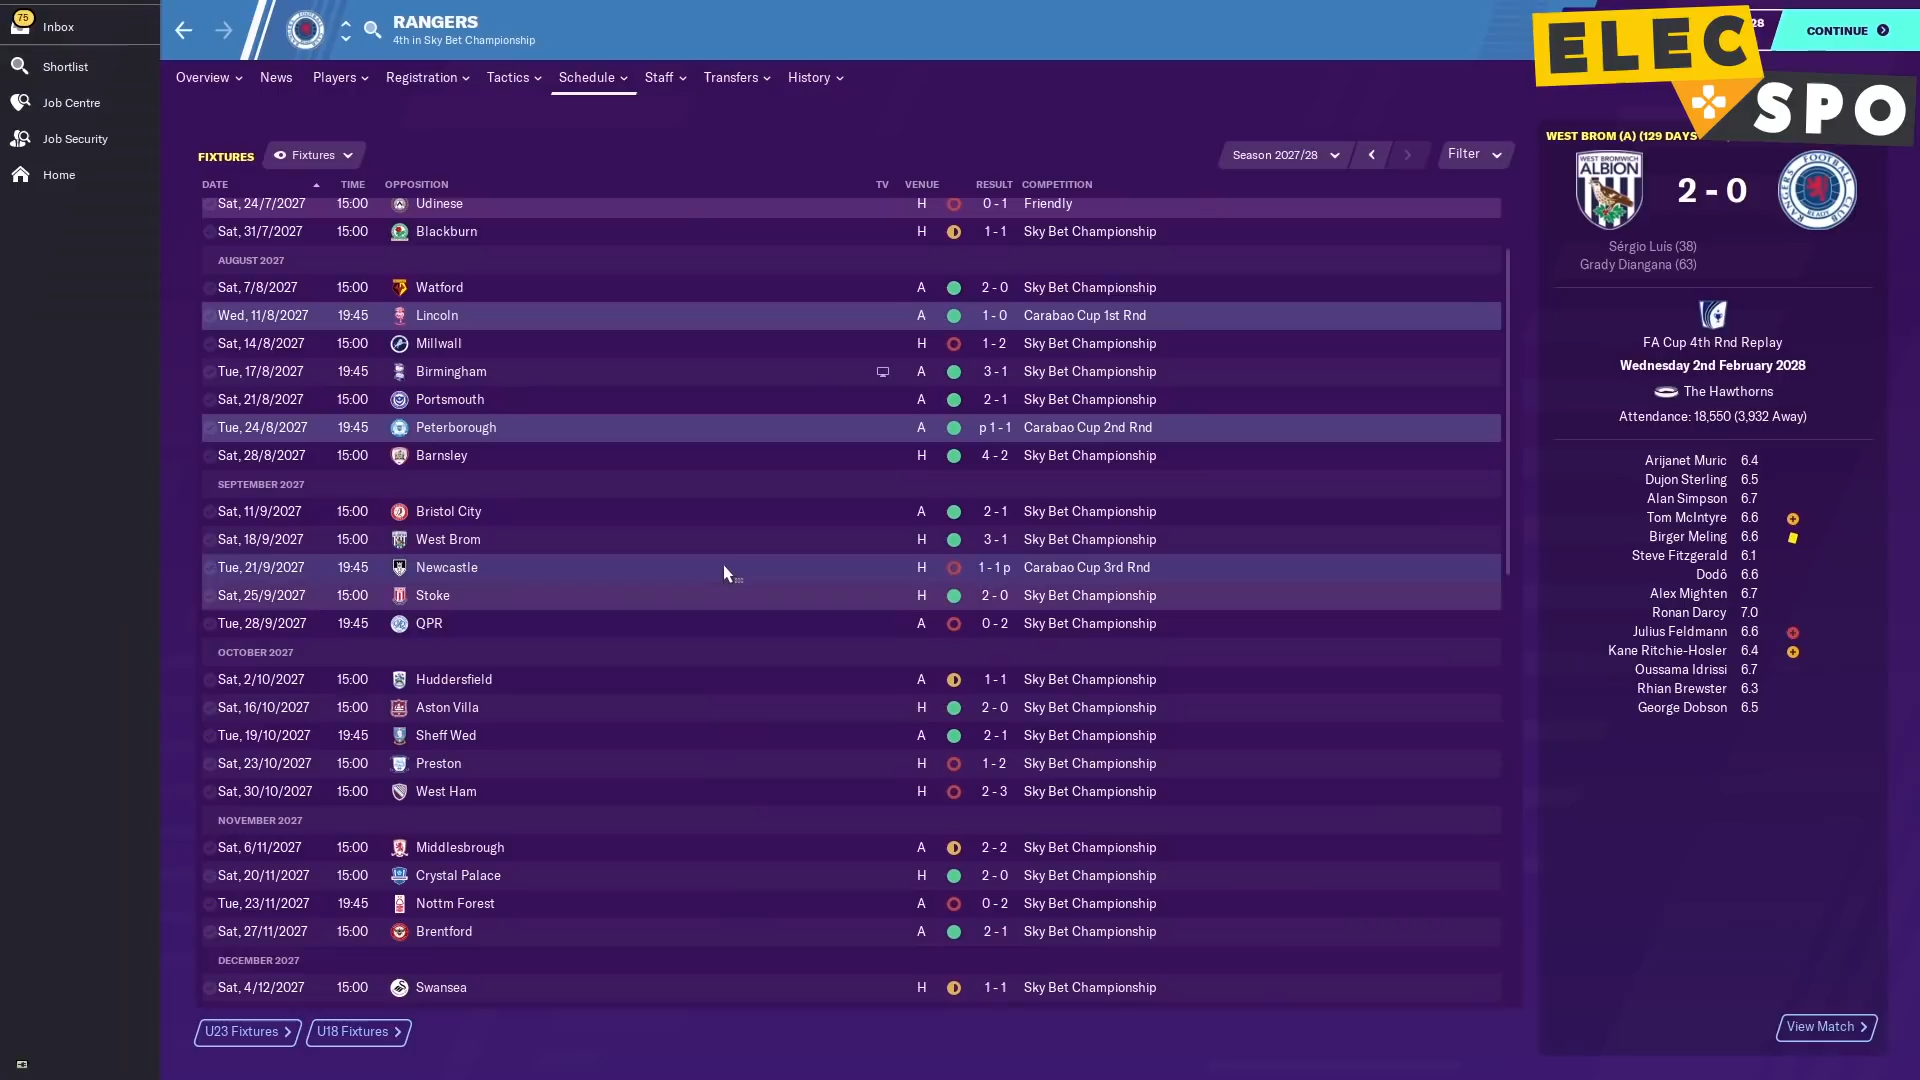 75
Inbox
Shortlist
Job Centre
Job Security
Home
RANGERS
4th in Sky Bet Championship
28
CONTINUE
ELEC
SPO
Overview News Players Registration Tactics Schedule Staff Transfers History
FIXTURES Fixtures Season 2027/28 Filter
DATE TIME OPPOSITION TV VENUE RESULT COMPETITION
Sat, 24/7/2027 15:00 Udinese H 0 - 1 Friendly
Sat, 31/7/2027 15:00 Blackburn H 1 - 1 Sky Bet Championship
AUGUST 2027
Sat, 7/8/2027 15:00 Watford A 2 - 0 Sky Bet Championship
Wed, 11/8/2027 19:45 Lincoln A 1 - 0 Carabao Cup 1st Rnd
Sat, 14/8/2027 15:00 Millwall H 1 - 2 Sky Bet Championship
Tue, 17/8/2027 19:45 Birmingham A 3 - 1 Sky Bet Championship
Sat, 21/8/2027 15:00 Portsmouth A 2 - 1 Sky Bet Championship
Tue, 24/8/2027 19:45 Peterborough A p 1 - 1 Carabao Cup 2nd Rnd
Sat, 28/8/2027 15:00 Barnsley H 4 - 2 Sky Bet Championship
SEPTEMBER 2027
Sat, 11/9/2027 15:00 Bristol City A 2 - 1 Sky Bet Championship
Sat, 18/9/2027 15:00 West Brom H 3 - 1 Sky Bet Championship
Tue, 21/9/2027 19:45 Newcastle H 1 - 1 p Carabao Cup 3rd Rnd
Sat, 25/9/2027 15:00 Stoke H 2 - 0 Sky Bet Championship
Tue, 28/9/2027 19:45 QPR A 0 - 2 Sky Bet Championship
OCTOBER 2027
Sat, 2/10/2027 15:00 Huddersfield A 1 - 1 Sky Bet Championship
Sat, 16/10/2027 15:00 Aston Villa H 2 - 0 Sky Bet Championship
Tue, 19/10/2027 19:45 Sheff Wed A 2 - 1 Sky Bet Championship
Sat, 23/10/2027 15:00 Preston H 1 - 2 Sky Bet Championship
Sat, 30/10/2027 15:00 West Ham H 2 - 3 Sky Bet Championship
NOVEMBER 2027
Sat, 6/11/2027 15:00 Middlesbrough A 2 - 2 Sky Bet Championship
Sat, 20/11/2027 15:00 Crystal Palace H 2 - 0 Sky Bet Championship
Tue, 23/11/2027 19:45 Nottm Forest A 0 - 2 Sky Bet Championship
Sat, 27/11/2027 15:00 Brentford A 2 - 1 Sky Bet Championship
DECEMBER 2027
Sat, 4/12/2027 15:00 Swansea H 1 - 1 Sky Bet Championship
U23 Fixtures U18 Fixtures
WEST BROM (A) (129 DAYS
WEST BROMWICH
ALBION
2 - 0
RANGERS FOOTBALL CLUB
READY
Sérgio Luís (38)
Grady Diangana (63)
FA Cup 4th Rnd Replay
Wednesday 2nd February 2028
The Hawthorns
Attendance: 18,550 (3,932 Away)
Arijanet Muric 6.4
Dujon Sterling 6.5
Alan Simpson 6.7
Tom McIntyre 6.6
Birger Meling 6.6
Steve Fitzgerald 6.1
Dodô 6.6
Alex Mighten 6.7
Ronan Darcy 7.0
Julius Feldmann 6.6
Kane Ritchie-Hosler 6.4
Oussama Idrissi 6.7
Rhian Brewster 6.3
George Dobson 6.5
View Match